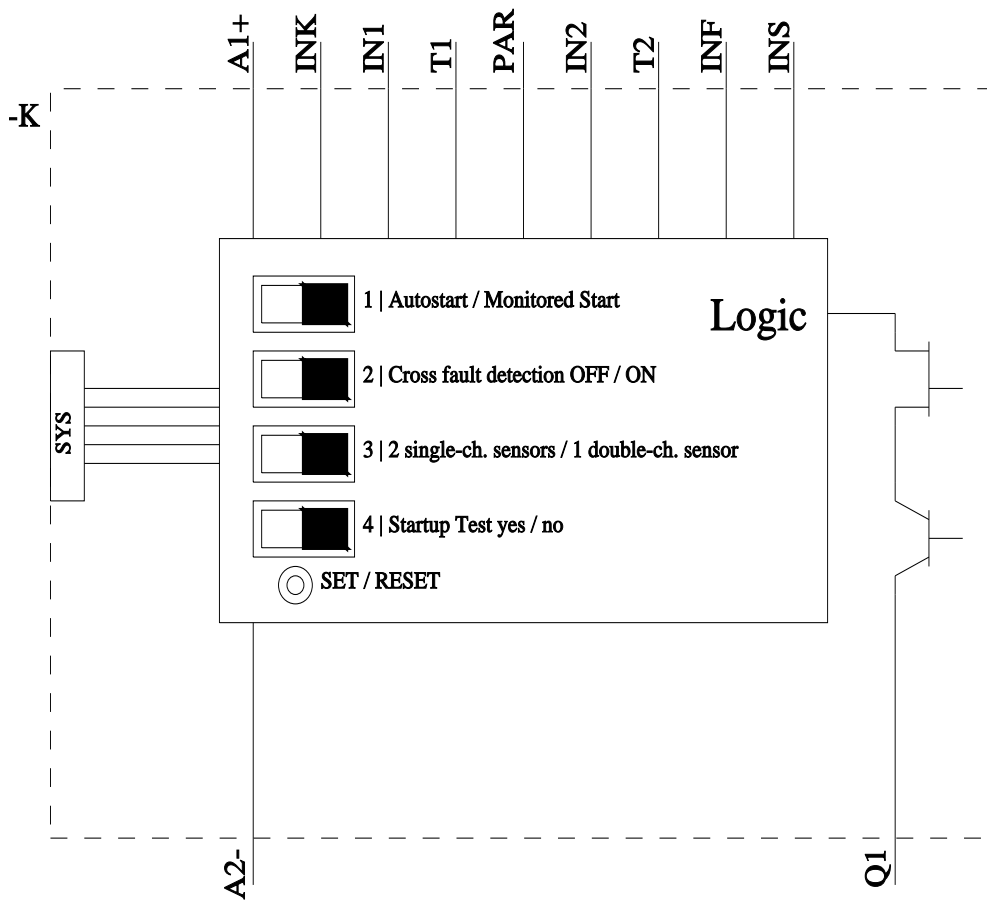 A1+
INK
IN1
T1
PAR
IN2
T2
INF
INS
-K
1 | Autostart / Monitored Start
Logic
2 | Cross fault detection OFF / ON
SYS
3 | 2 single-ch. sensors / 1 double-ch. sensor
4 | Startup Test yes / no
SET / RESET
A2-
Q1